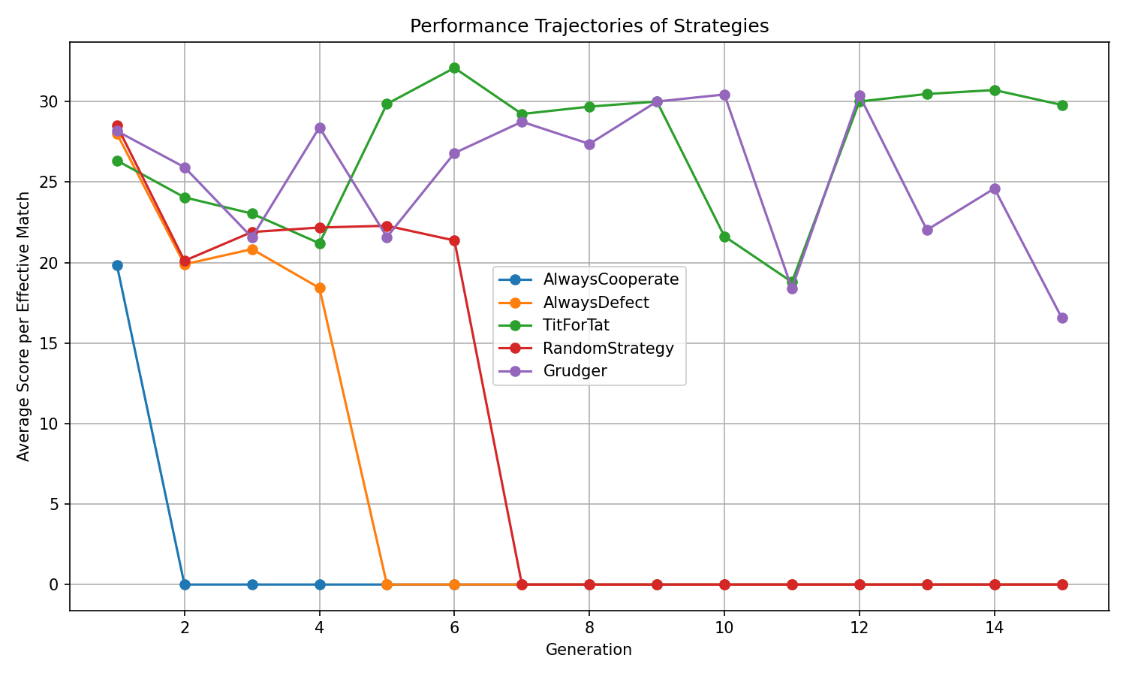 Performance Trajectories of Strategies
Average Score per Effective Match
30
25
20
15
10
5
0
AlwaysCooperate
AlwaysDefect
TitForTat
RandomStrategy
Grudger
2 4 6 8 10 12 14
Generation